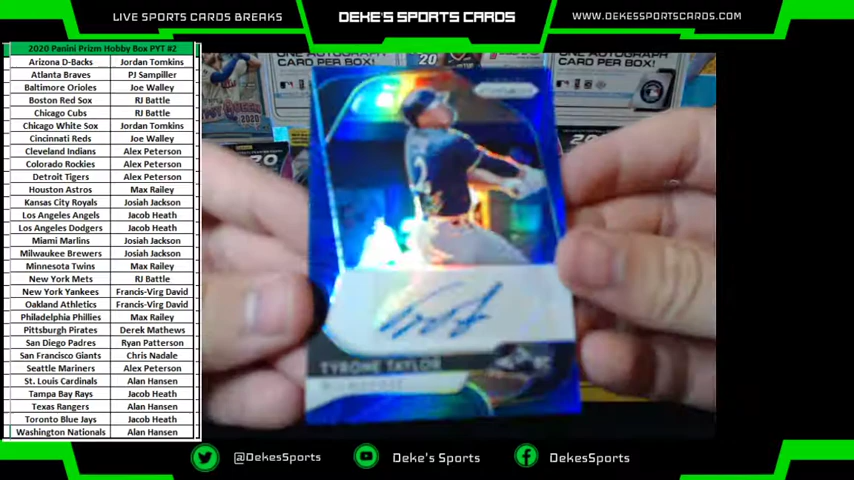 LIVE SPORTS CARDS BREAKS
DEKE'S SPORTS CARDS
WWW.DEKESSPORTSCARDS.COM
2020 Panini Prizm Hobby Box PYT #2
Arizona D-Backs Jordan Tomkins
Atlanta Braves PJ Sampiller
Baltimore Orioles Joe Walley
Boston Red Sox RJ Battle
Chicago Cubs RJ Battle
Chicago White Sox Jordan Tomkins
Cincinnati Reds Joe Walley
Cleveland Indians Alex Peterson
Colorado Rockies Alex Peterson
Detroit Tigers Alex Peterson
Houston Astros Max Railey
Kansas City Royals Josiah Jackson
Los Angeles Angels Jacob Heath
Los Angeles Dodgers Jacob Heath
Miami Marlins Josiah Jackson
Milwaukee Brewers Josiah Jackson
Minnesota Twins Max Railey
New York Mets RJ Battle
New York Yankees Francis-Virg David
Oakland Athletics Francis-Virg David
Philadelphia Phillies Max Railey
Pittsburgh Pirates Derek Mathews
San Diego Padres Ryan Patterson
San Francisco Giants Chris Nadale
Seattle Mariners Alex Peterson
St. Louis Cardinals Alan Hansen
Tampa Bay Rays Jacob Heath
Texas Rangers Alan Hansen
Toronto Blue Jays Jacob Heath
Washington Nationals Alan Hansen
ONE AUTOGRAPH
CARD PER BOX!
'20
AUTOGRAPH
CARD PER BOX!
2020
20
2
TYRONE TAYLOR
@DekesSports
Deke's Sports
DekesSports